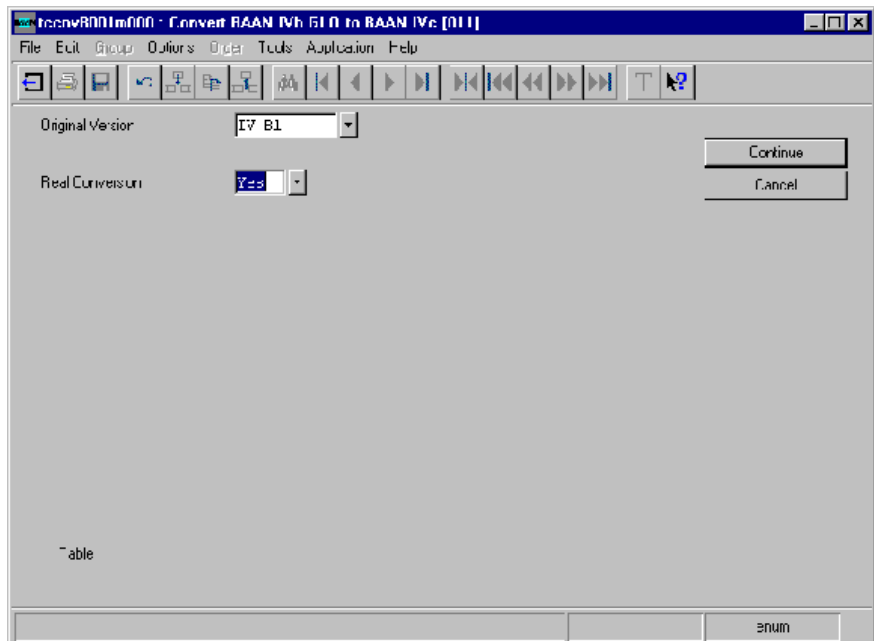 tccnv8001m000 : Convert BAAN IVb GLO to BAAN IVc [011]
File Edit Group Options Order Tools Application Help
Original Version IV B1
Continue
Real Conversion Yes
Cancel
Table
enum